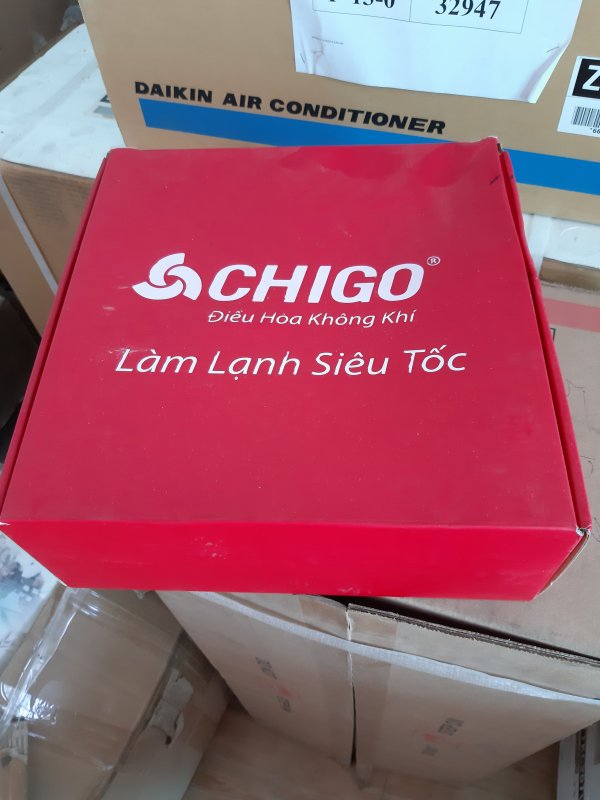 32947
DAIKIN AIR CONDITIONER
Z
CHIGO®
Điều Hòa Không Khí
Làm Lạnh Siêu Tốc